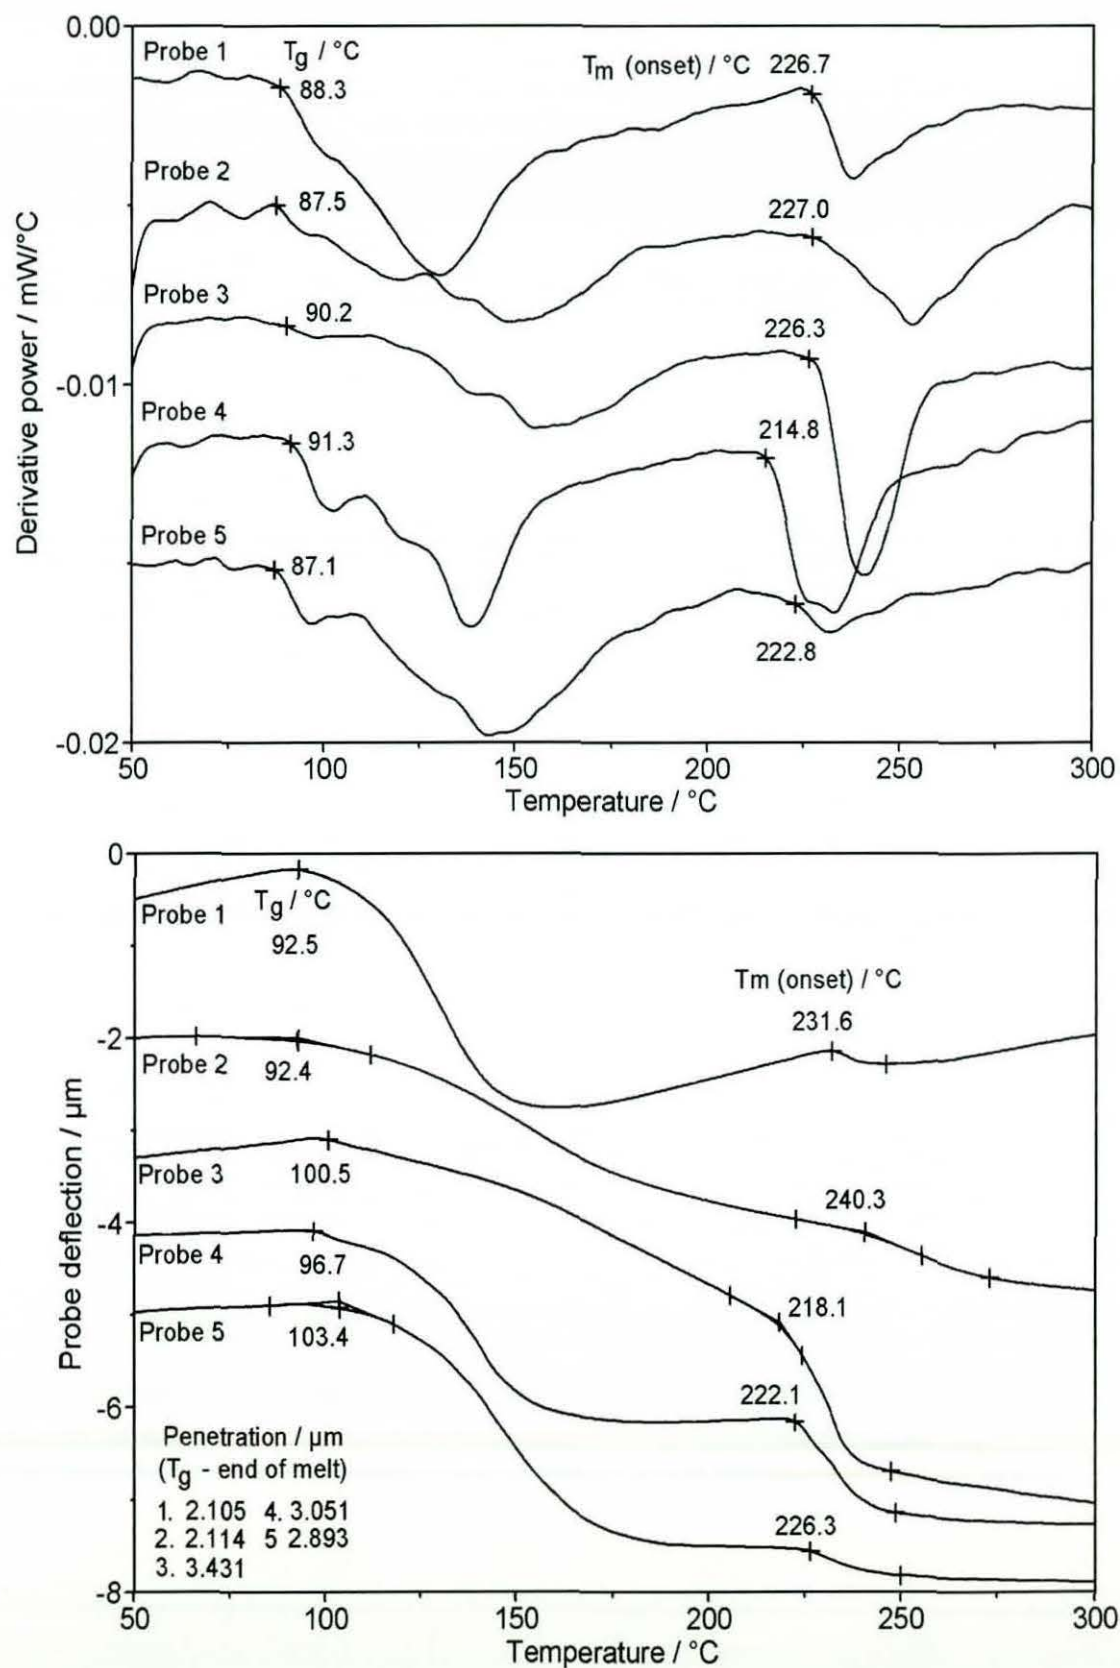 0.00
Probe 1
Tg / °C
Tm (onset) / °C 226.7
88.3
Probe 2
87.5
227.0
Probe 3
90.2
226.3
-0.01
Probe 4
91.3
214.8
Probe 5
87.1
222.8
-0.02
50 100 150 200 250 300
Temperature / °C
Derivative power / mW/°C
0
Tg / °C
Probe 1
92.5
Tm (onset) / °C
231.6
-2
Probe 2
92.4
Probe 3
100.5
240.3
-4
Probe 4
96.7
218.1
Probe 5
103.4
222.1
-6
Penetration / µm
(Tg - end of melt)
1. 2.105 4. 3.051
2. 2.114 5 2.893
3. 3.431
226.3
-8
50 100 150 200 250 300
Temperature / °C
Probe deflection / µm